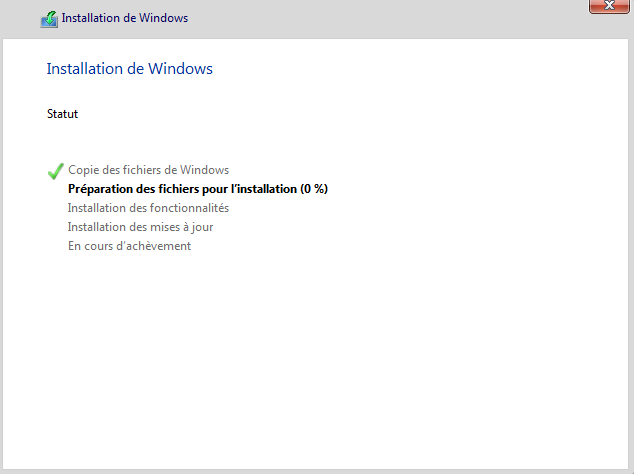 Installation de Windows
Installation de Windows
Statut
Copie des fichiers de Windows
Préparation des fichiers pour l'installation (0 %)
Installation des fonctionnalités
Installation des mises à jour
En cours d'achèvement